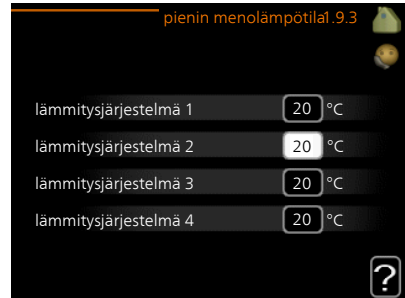 pienin menolämpötila1.9.3
lämmitysjärjestelmä 1 20 °C
lämmitysjärjestelmä 2 20 °C
lämmitysjärjestelmä 3 20 °C
lämmitysjärjestelmä 4 20 °C
?